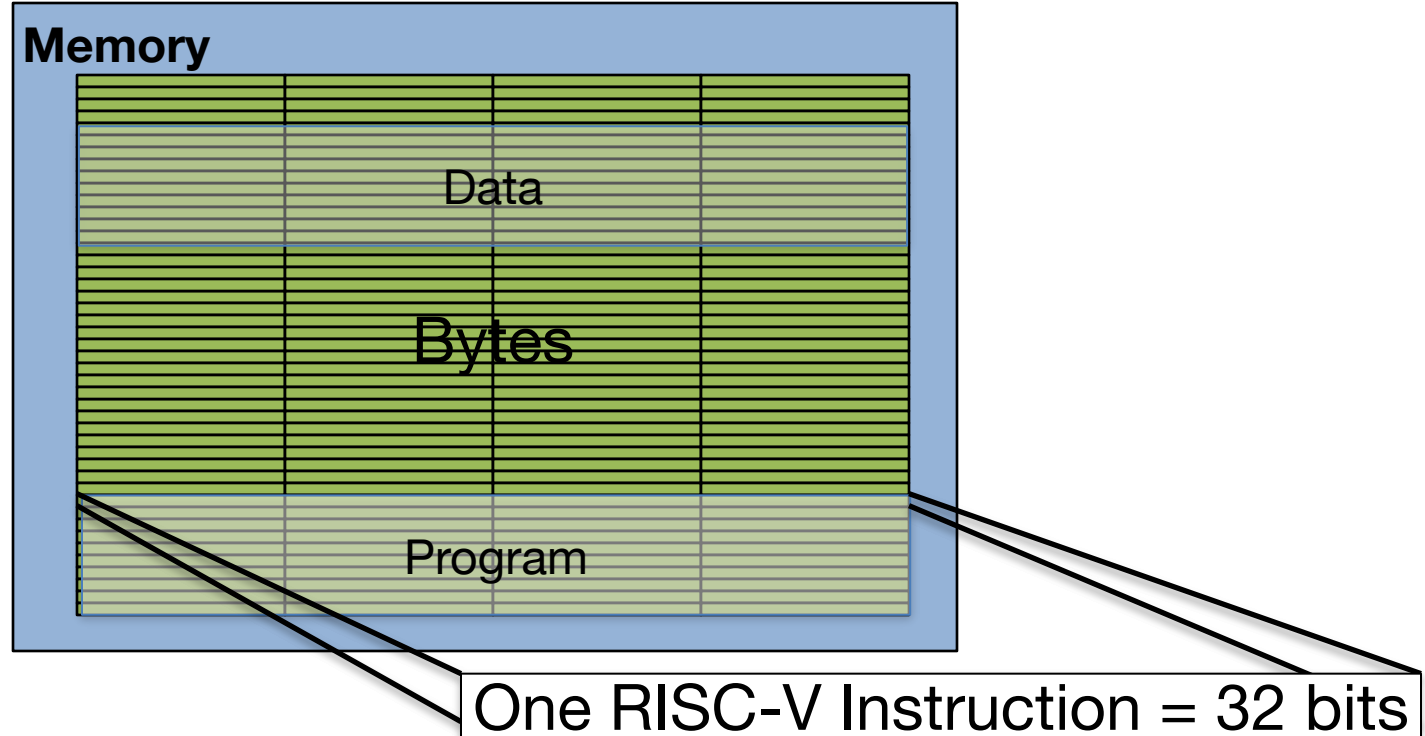 Memory
Data
Bytes
Program
One RISC-V Instruction = 32 bits